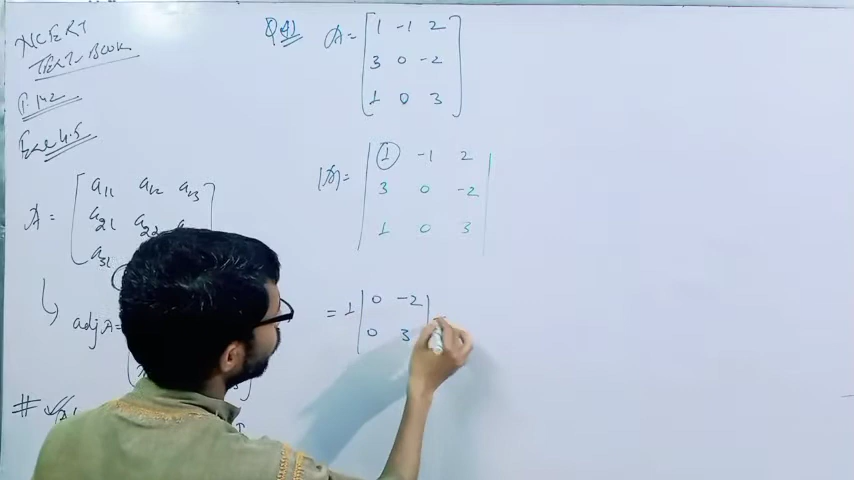 NCERT
TEXT-BOOK
P. 142
Exe 4.5
A = [ a11 a12 a13
a21 a22
a31
adj A =
#
Q 4)
A = [ 1 -1 2
3 0 -2
1 0 3 ]
|A| = | 1 -1 2
3 0 -2
1 0 3 |
= 1 | 0 -2 |
0 3